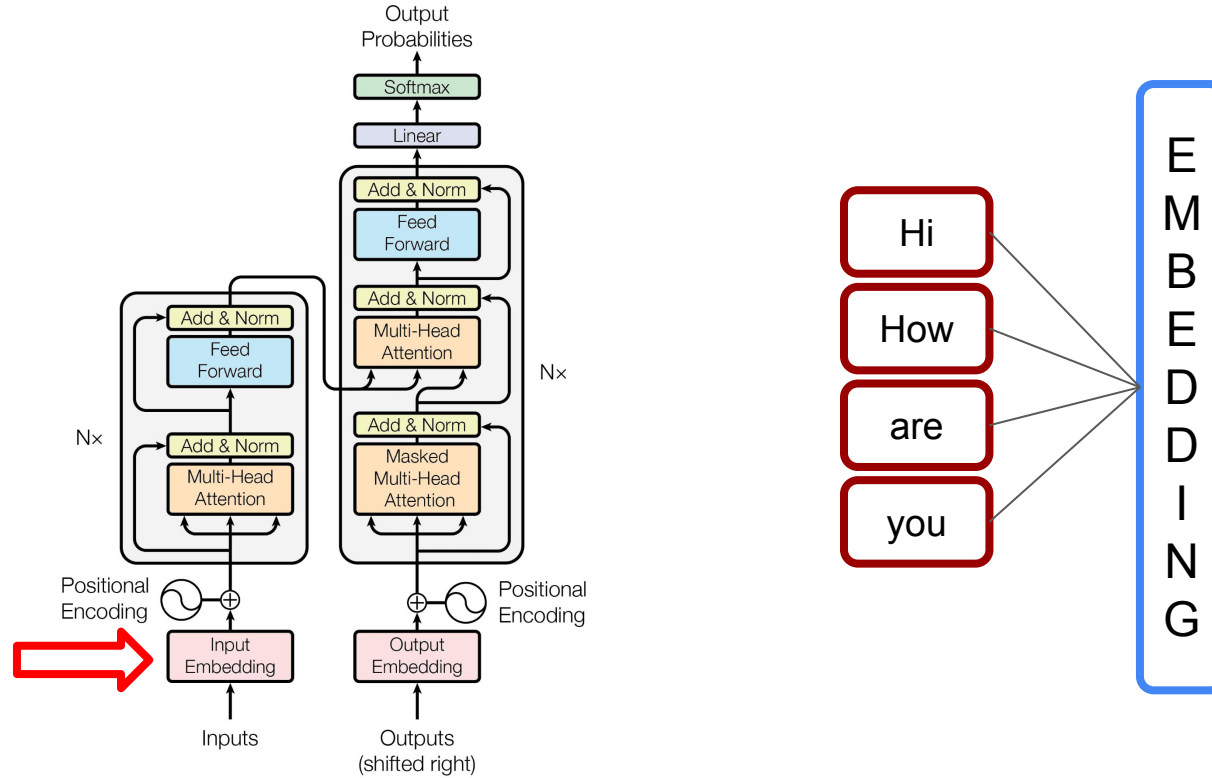 Output
Probabilities
Softmax
Linear
Add & Norm
Feed
Forward
Add & Norm
Multi-Head
Attention
Nx
Add & Norm
Masked
Multi-Head
Attention
Add & Norm
Feed
Forward
Nx
Add & Norm
Multi-Head
Attention
Positional
Encoding
Positional
Encoding
Input
Embedding
Output
Embedding
Inputs
Outputs
(shifted right)
Hi
How
are
you
E
M
B
E
D
D
I
N
G